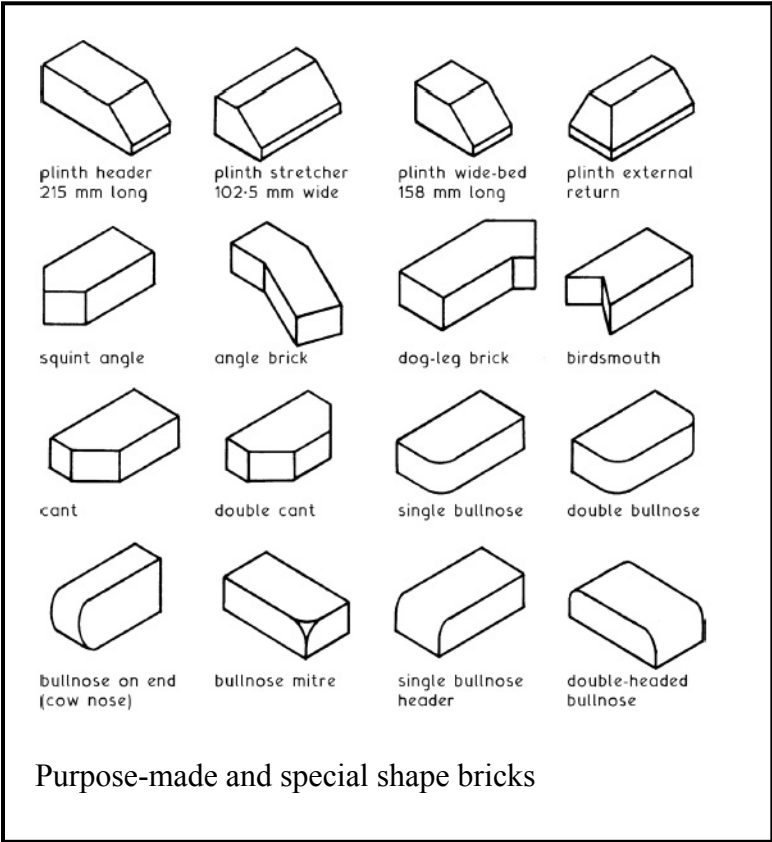 plinth header
215 mm long
plinth stretcher
102·5 mm wide
plinth wide-bed
158 mm long
plinth external
return
squint angle
angle brick
dog-leg brick
birdsmouth
cant
double cant
single bullnose
double bullnose
bullnose on end
(cow nose)
bullnose mitre
single bullnose
header
double-headed
bullnose
Purpose-made and special shape bricks